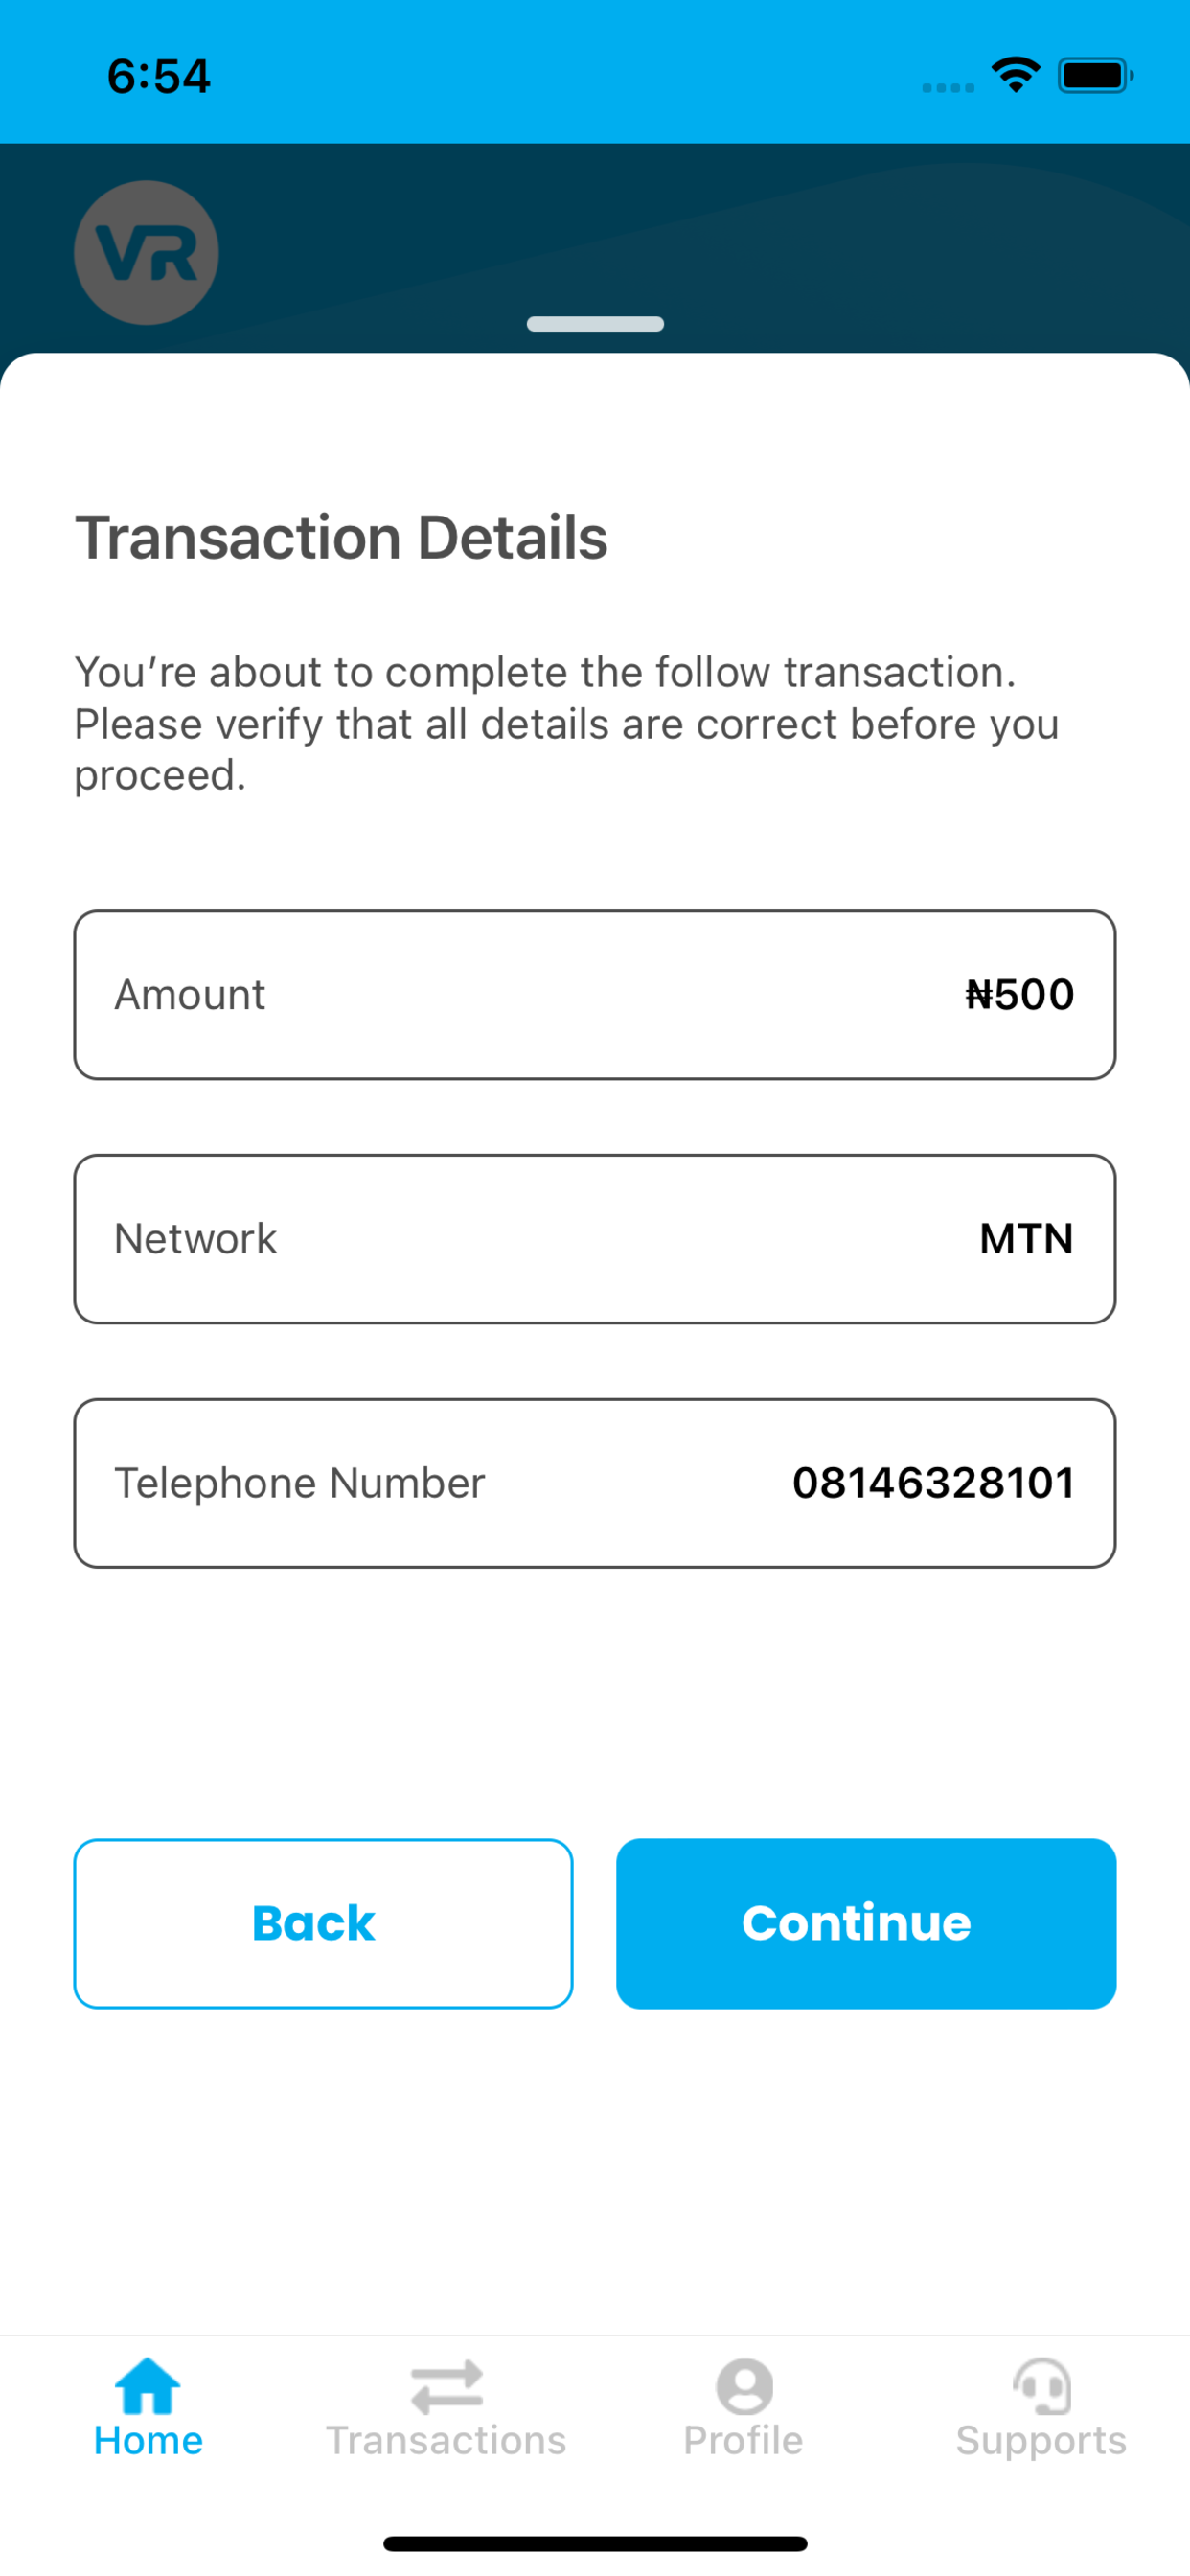 6:54
VR
Transaction Details
You’re about to complete the follow transaction.
Please verify that all details are correct before you
proceed.
Amount ₦500
Network MTN
Telephone Number 08146328101
Back Continue
Home Transactions Profile Supports